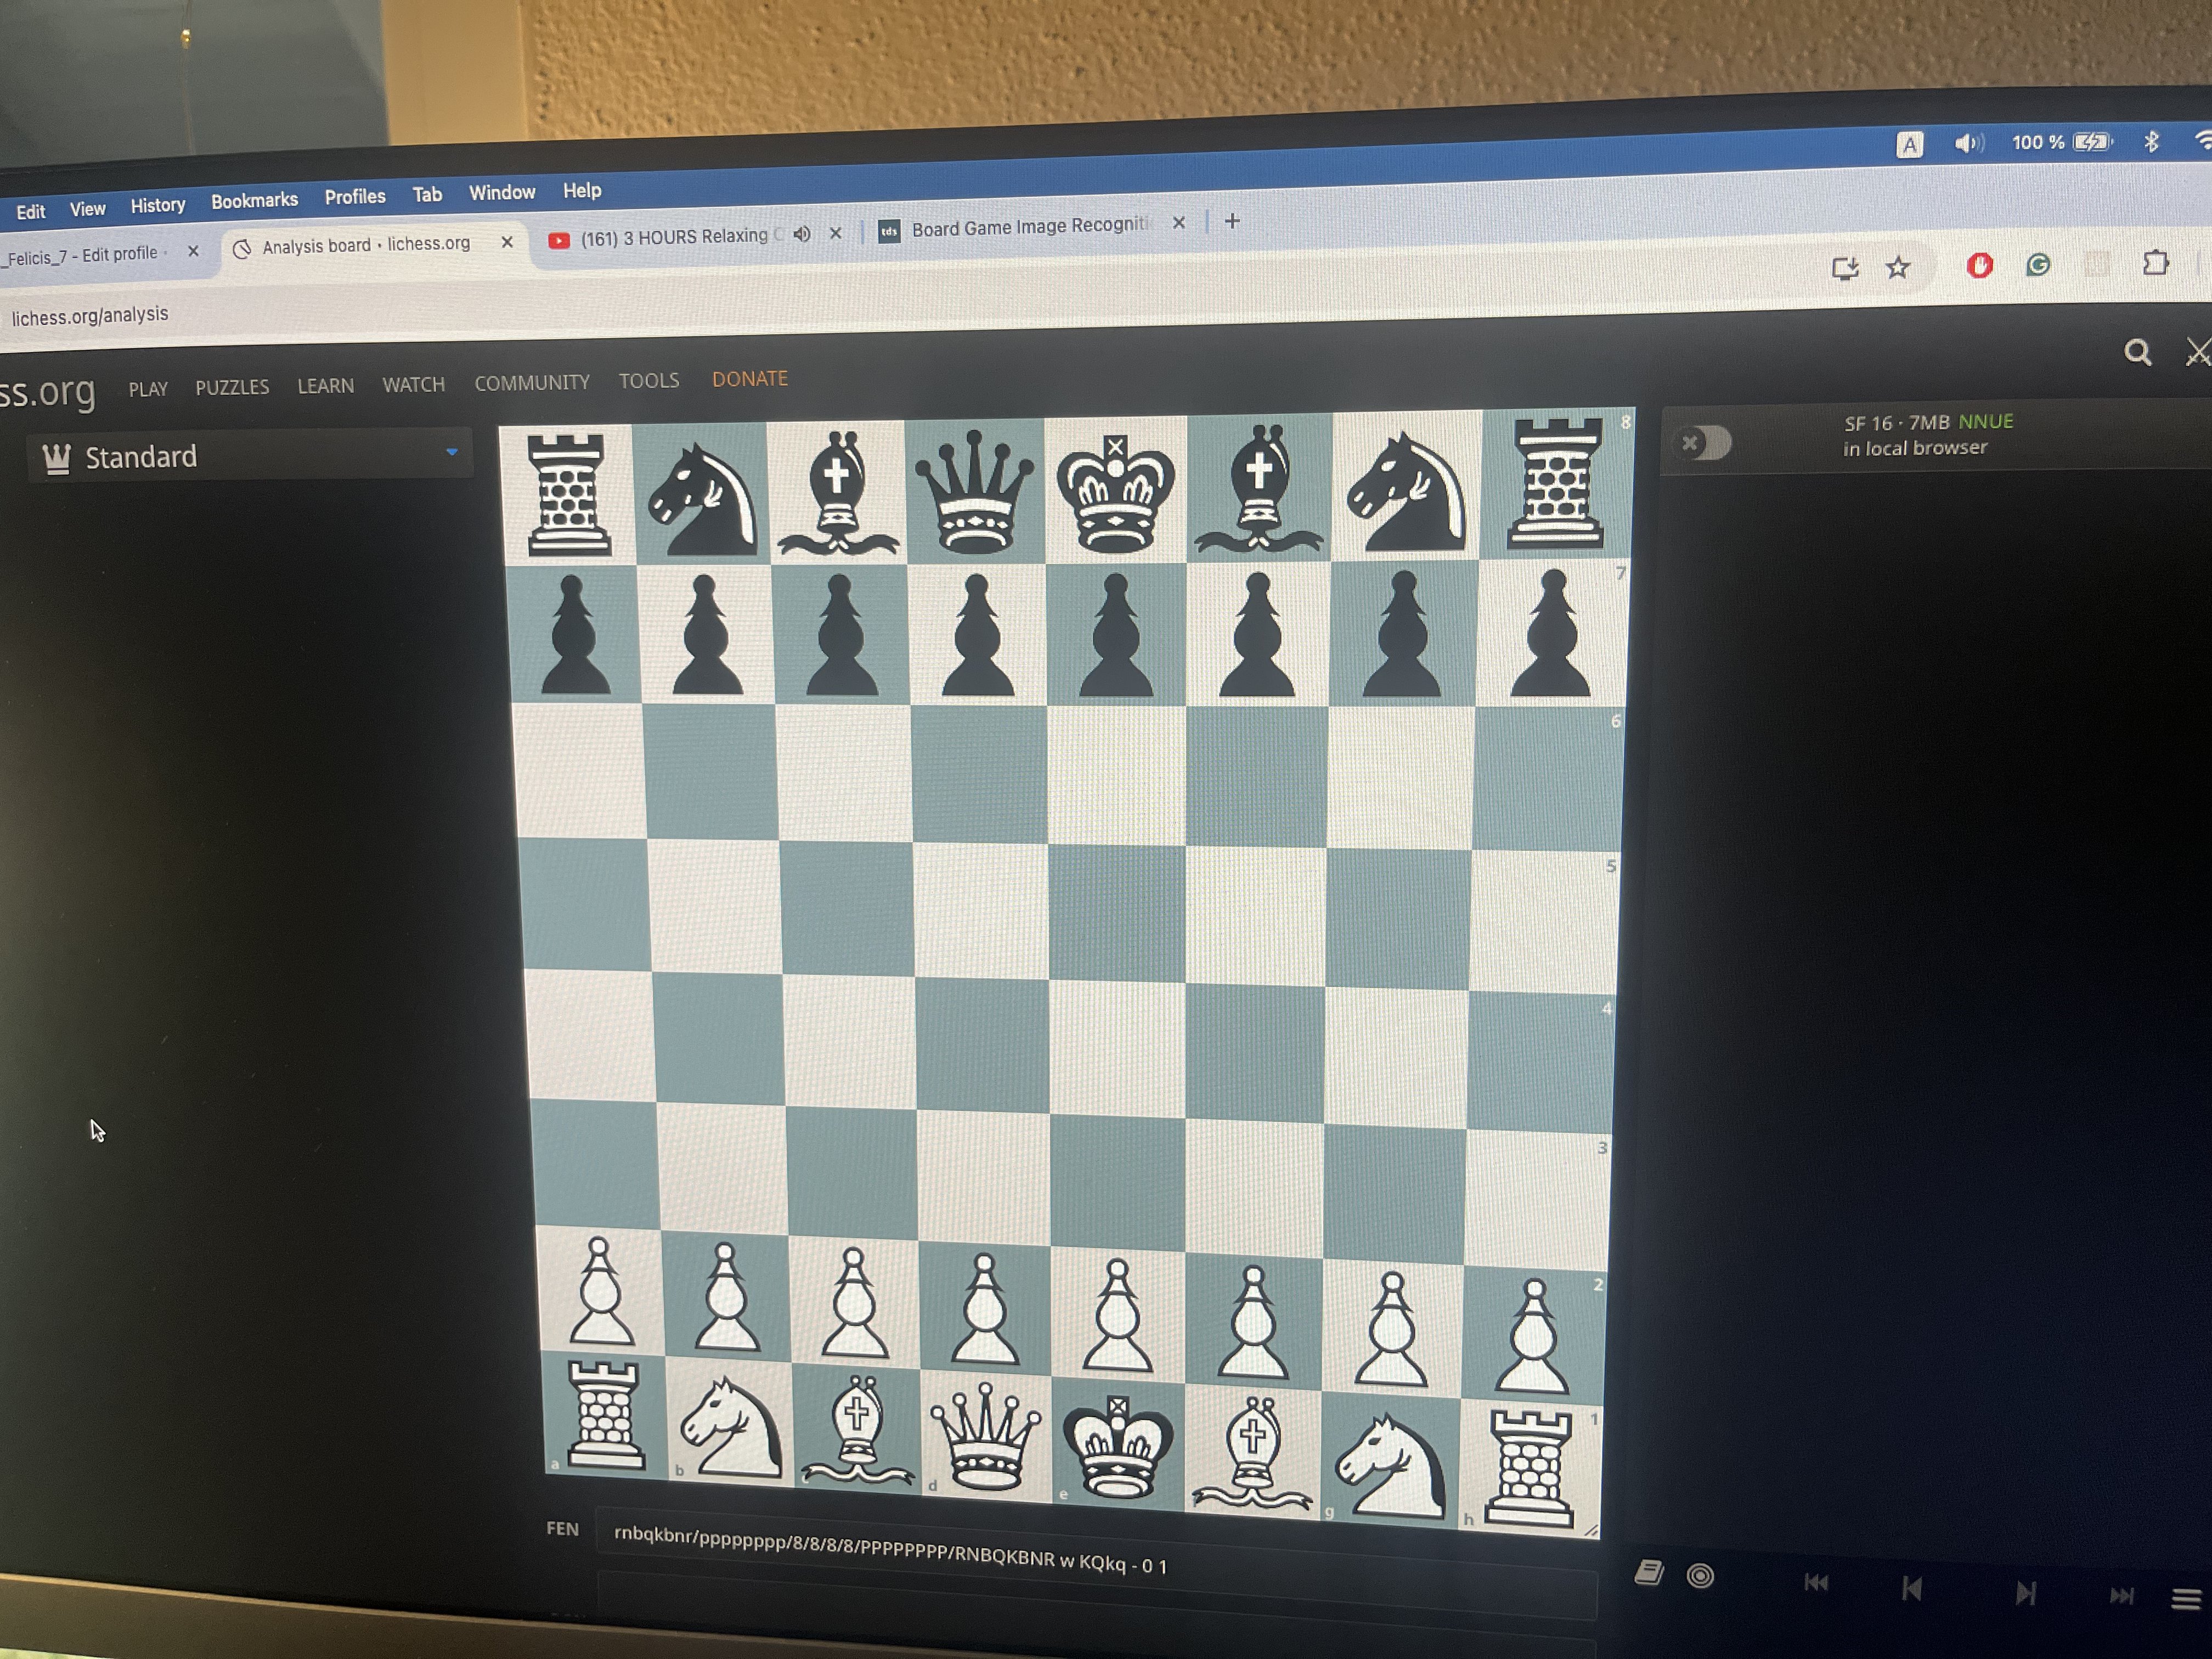 Edit View History Bookmarks Profiles Tab Window Help A 100 %
_Felicis_7 - Edit profile Analysis board • lichess.org (161) 3 HOURS Relaxing tds Board Game Image Recogniti
lichess.org/analysis
ss.org PLAY PUZZLES LEARN WATCH COMMUNITY TOOLS DONATE
Standard
SF 16 · 7MB NNUE
in local browser
8
7
6
5
4
3
2
1
a b d e g h
FEN rnbqkbnr/pppppppp/8/8/8/8/PPPPPPPP/RNBQKBNR w KQkq - 0 1